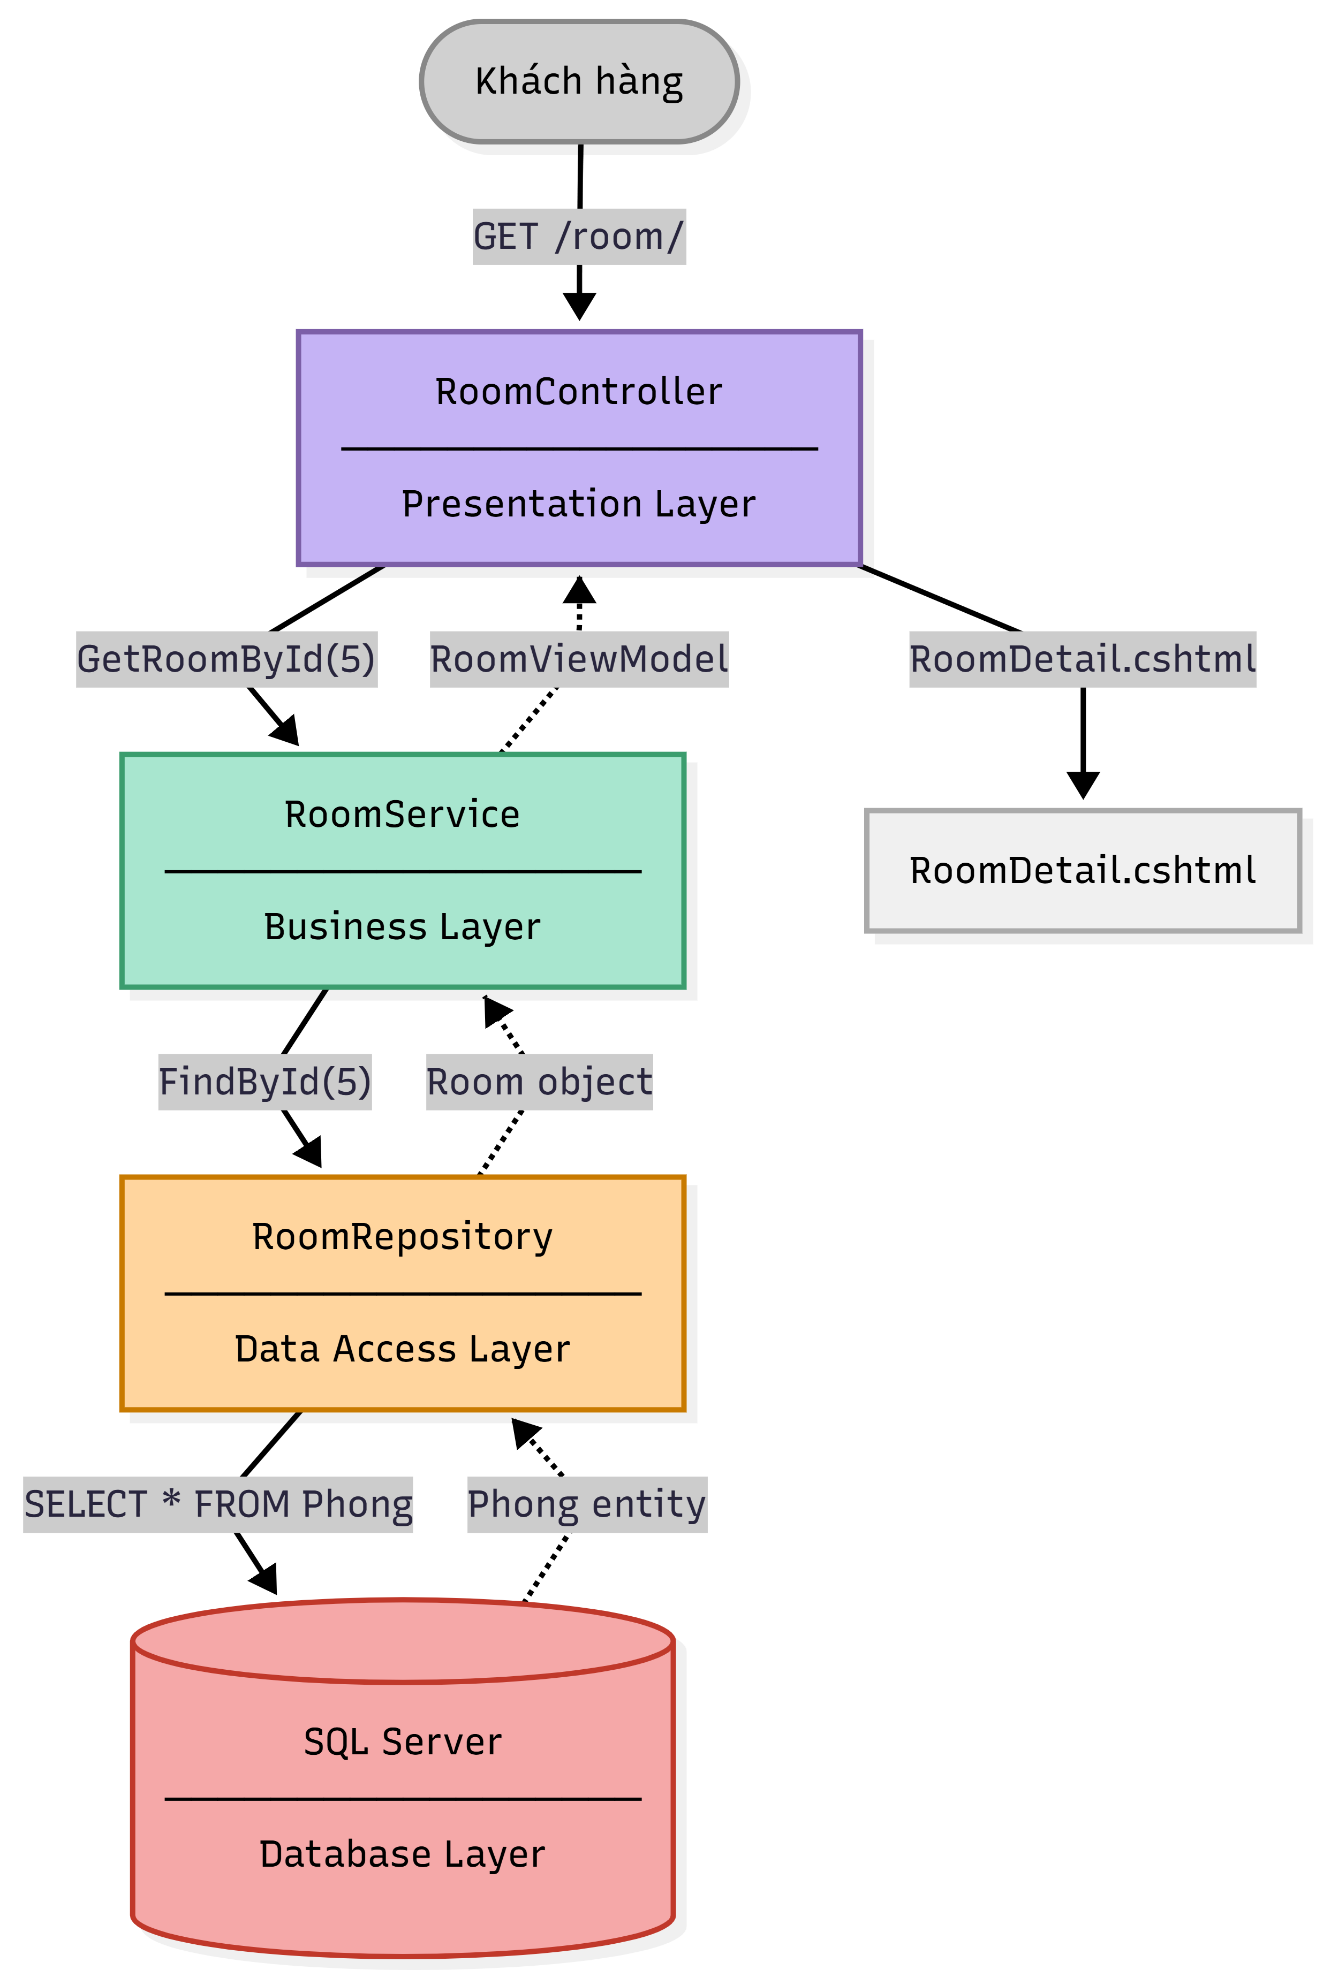 Khách hàng
GET /room/
RoomController
Presentation Layer
GetRoomById(5)
RoomViewModel
RoomDetail.cshtml
RoomService
Business Layer
RoomDetail.cshtml
FindById(5)
Room object
RoomRepository
Data Access Layer
SELECT * FROM Phong
Phong entity
SQL Server
Database Layer